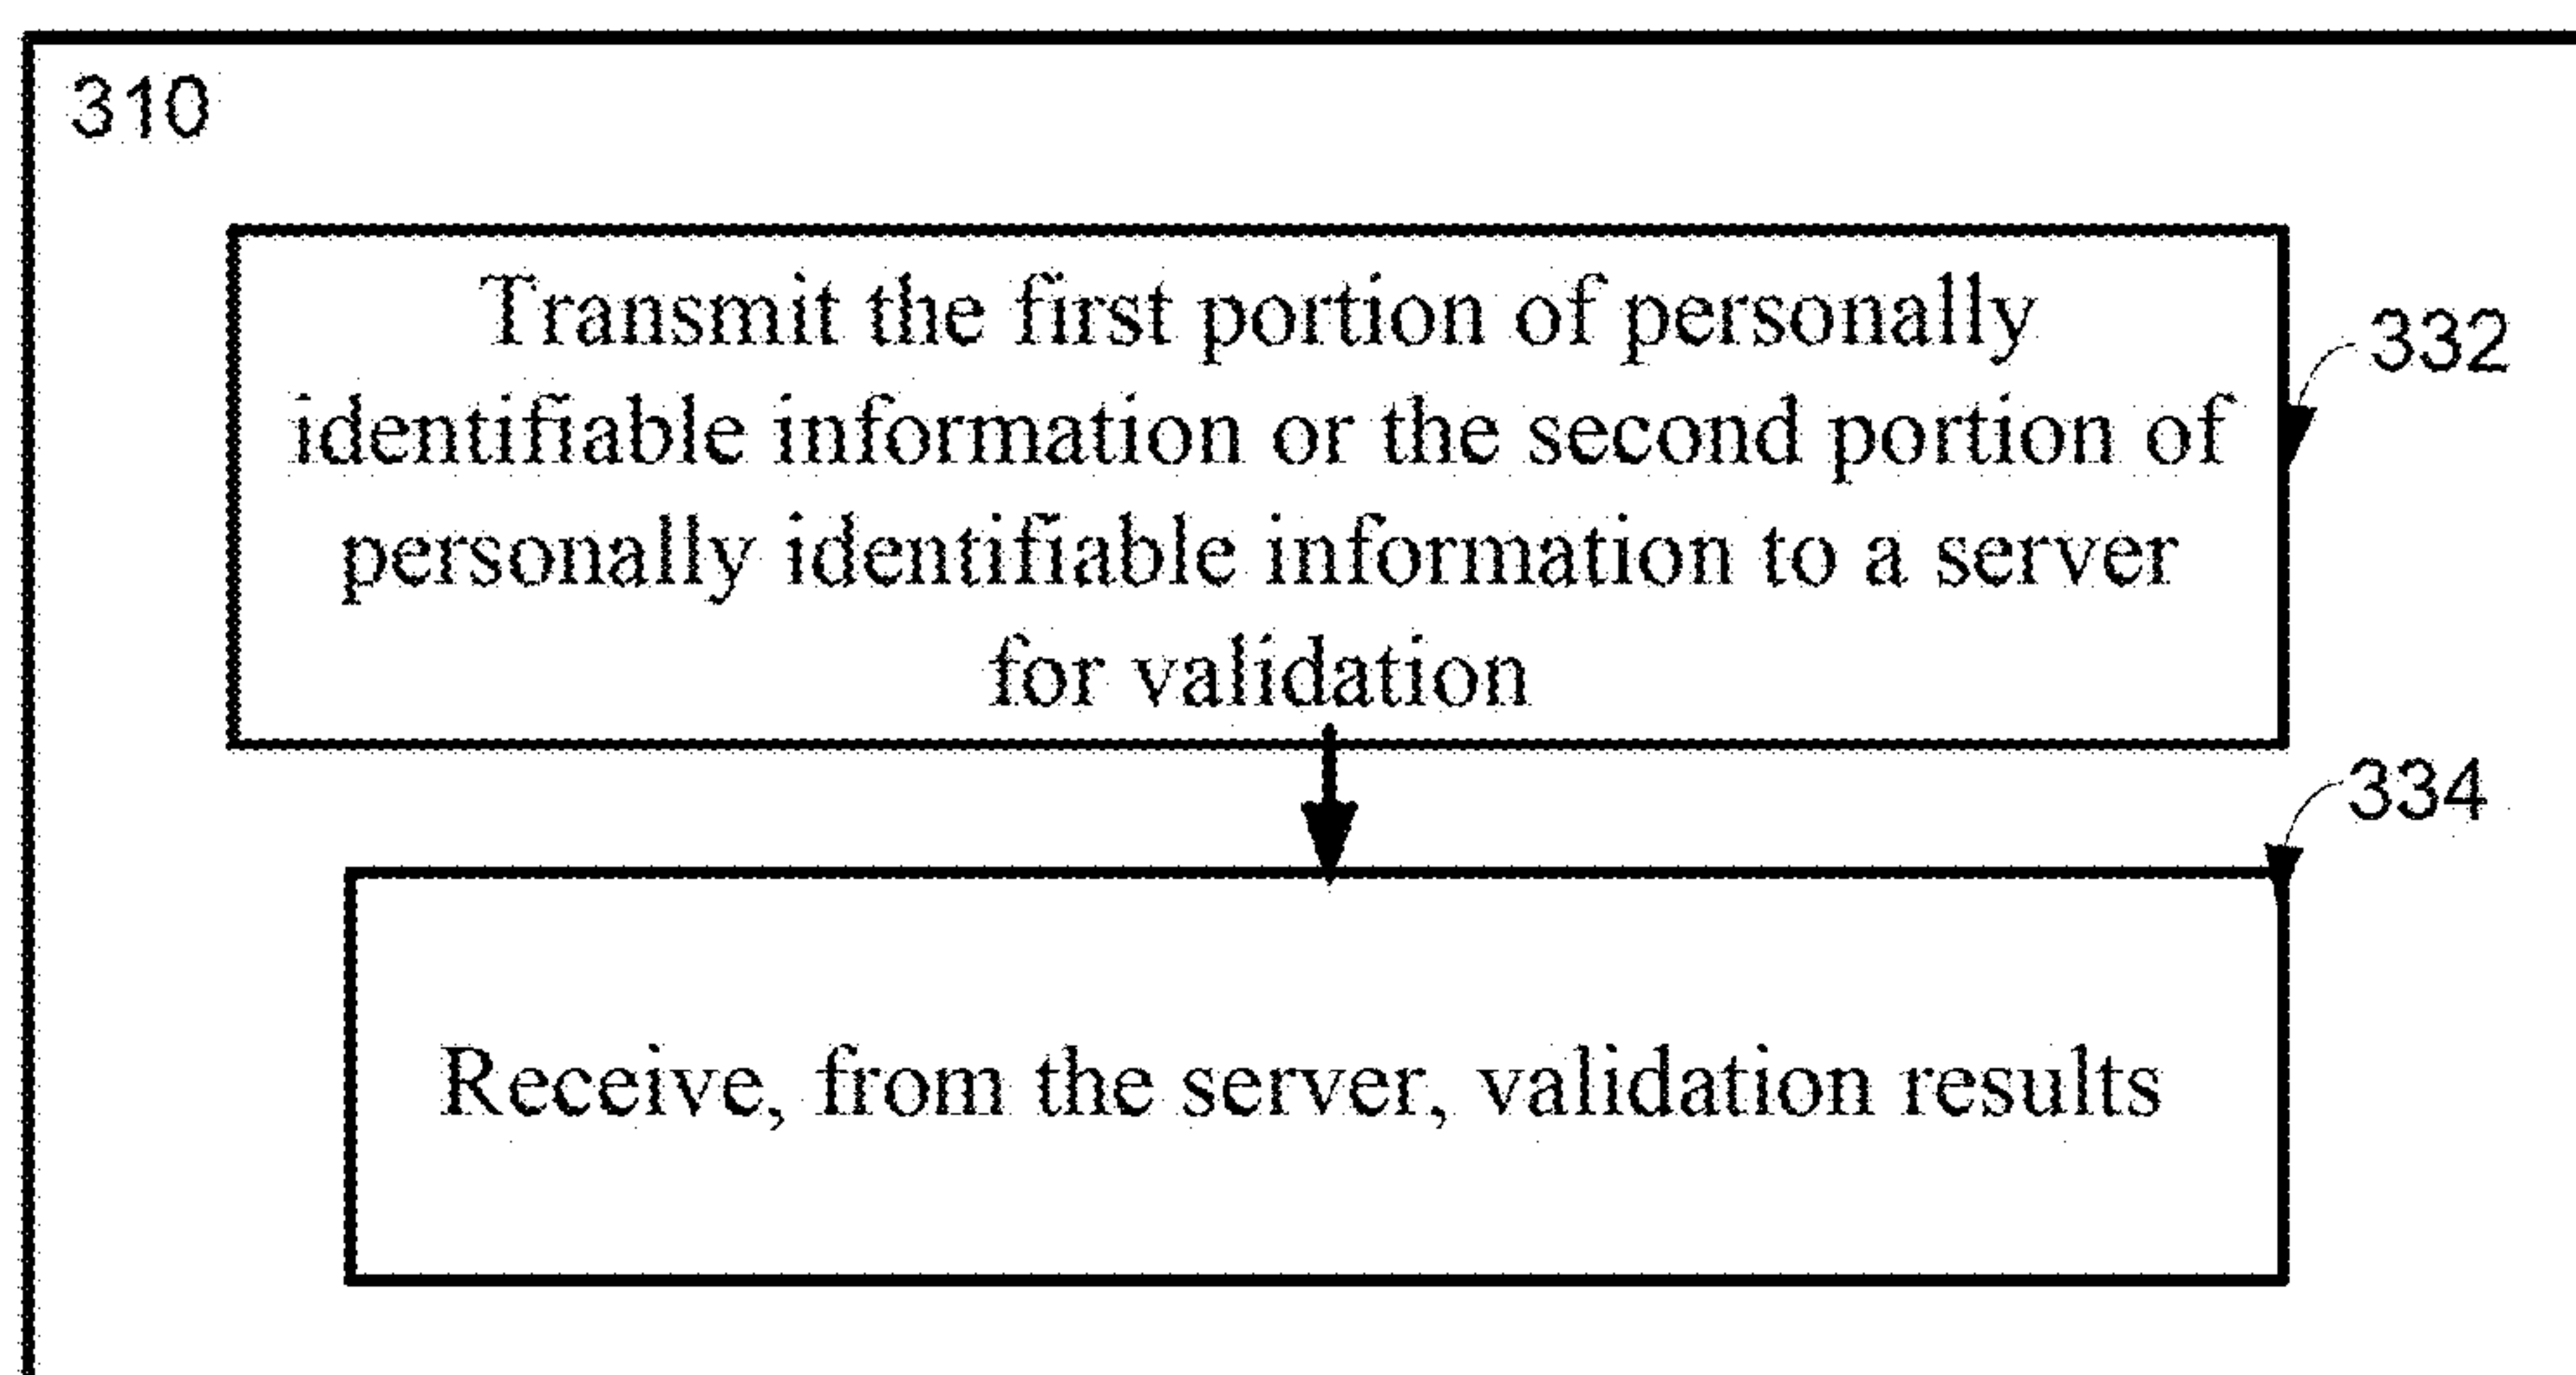 310
Transmit the first portion of personally
identifiable information or the second portion of
personally identifiable information to a server
for validation
332
334
Receive, from the server, validation results